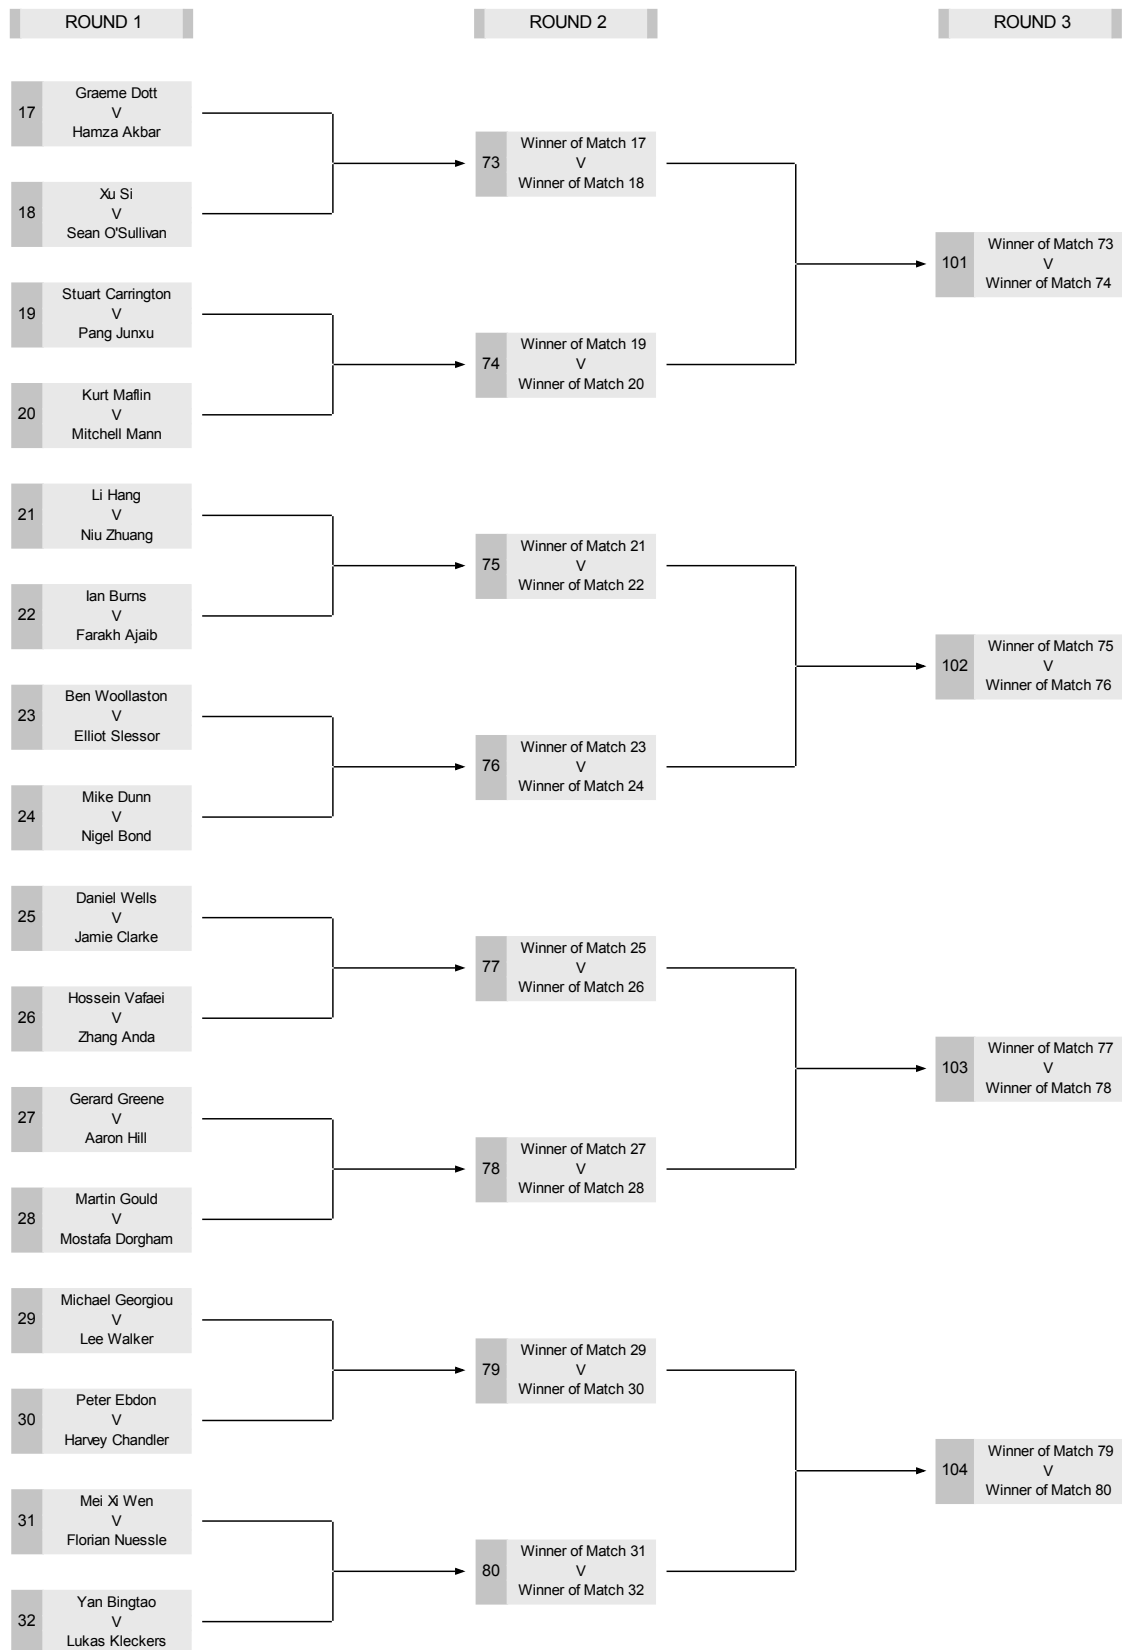 ROUND 1
ROUND 2
ROUND 3
17
Graeme Dott
V
Hamza Akbar
18
Xu Si
V
Sean O'Sullivan
19
Stuart Carrington
V
Pang Junxu
20
Kurt Maflin
V
Mitchell Mann
21
Li Hang
V
Niu Zhuang
22
Ian Burns
V
Farakh Ajaib
23
Ben Woollaston
V
Elliot Slessor
24
Mike Dunn
V
Nigel Bond
25
Daniel Wells
V
Jamie Clarke
26
Hossein Vafaei
V
Zhang Anda
27
Gerard Greene
V
Aaron Hill
28
Martin Gould
V
Mostafa Dorgham
29
Michael Georgiou
V
Lee Walker
30
Peter Ebdon
V
Harvey Chandler
31
Mei Xi Wen
V
Florian Nuessle
32
Yan Bingtao
V
Lukas Kleckers
73
Winner of Match 17
V
Winner of Match 18
74
Winner of Match 19
V
Winner of Match 20
75
Winner of Match 21
V
Winner of Match 22
76
Winner of Match 23
V
Winner of Match 24
77
Winner of Match 25
V
Winner of Match 26
78
Winner of Match 27
V
Winner of Match 28
79
Winner of Match 29
V
Winner of Match 30
80
Winner of Match 31
V
Winner of Match 32
101
Winner of Match 73
V
Winner of Match 74
102
Winner of Match 75
V
Winner of Match 76
103
Winner of Match 77
V
Winner of Match 78
104
Winner of Match 79
V
Winner of Match 80